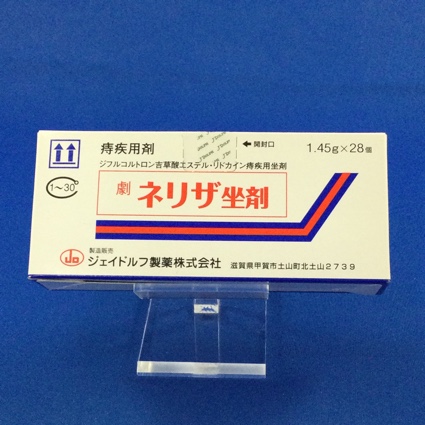 痔疾用剤
← 開封口
1.45g×28個
ジフルコルトロン吉草酸エステル・リドカイン痔疾用坐剤
1～30°
劇 ネリザ坐剤
JD
製造販売
ジェイドルフ製薬株式会社
滋賀県甲賀市土山町北土山2739